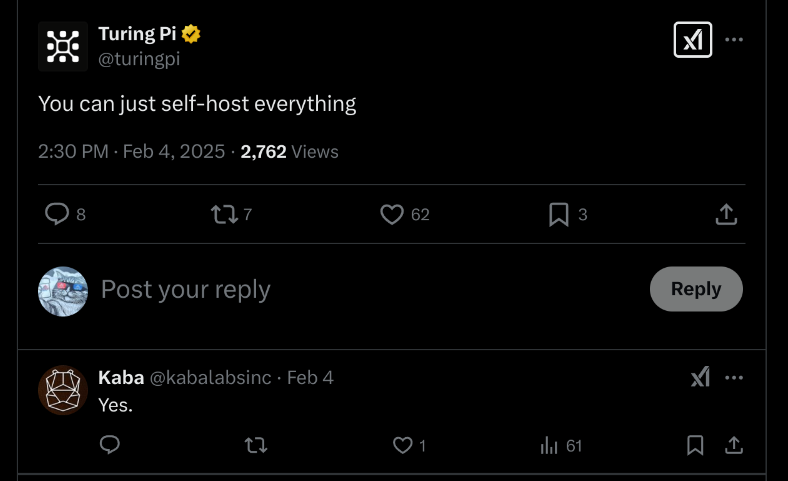 Turing Pi
@turingpi
You can just self-host everything
2:30 PM · Feb 4, 2025 · 2,762 Views
8 7 62 3
Post your reply Reply
Kaba @kabalabsinc · Feb 4
Yes.
1 61